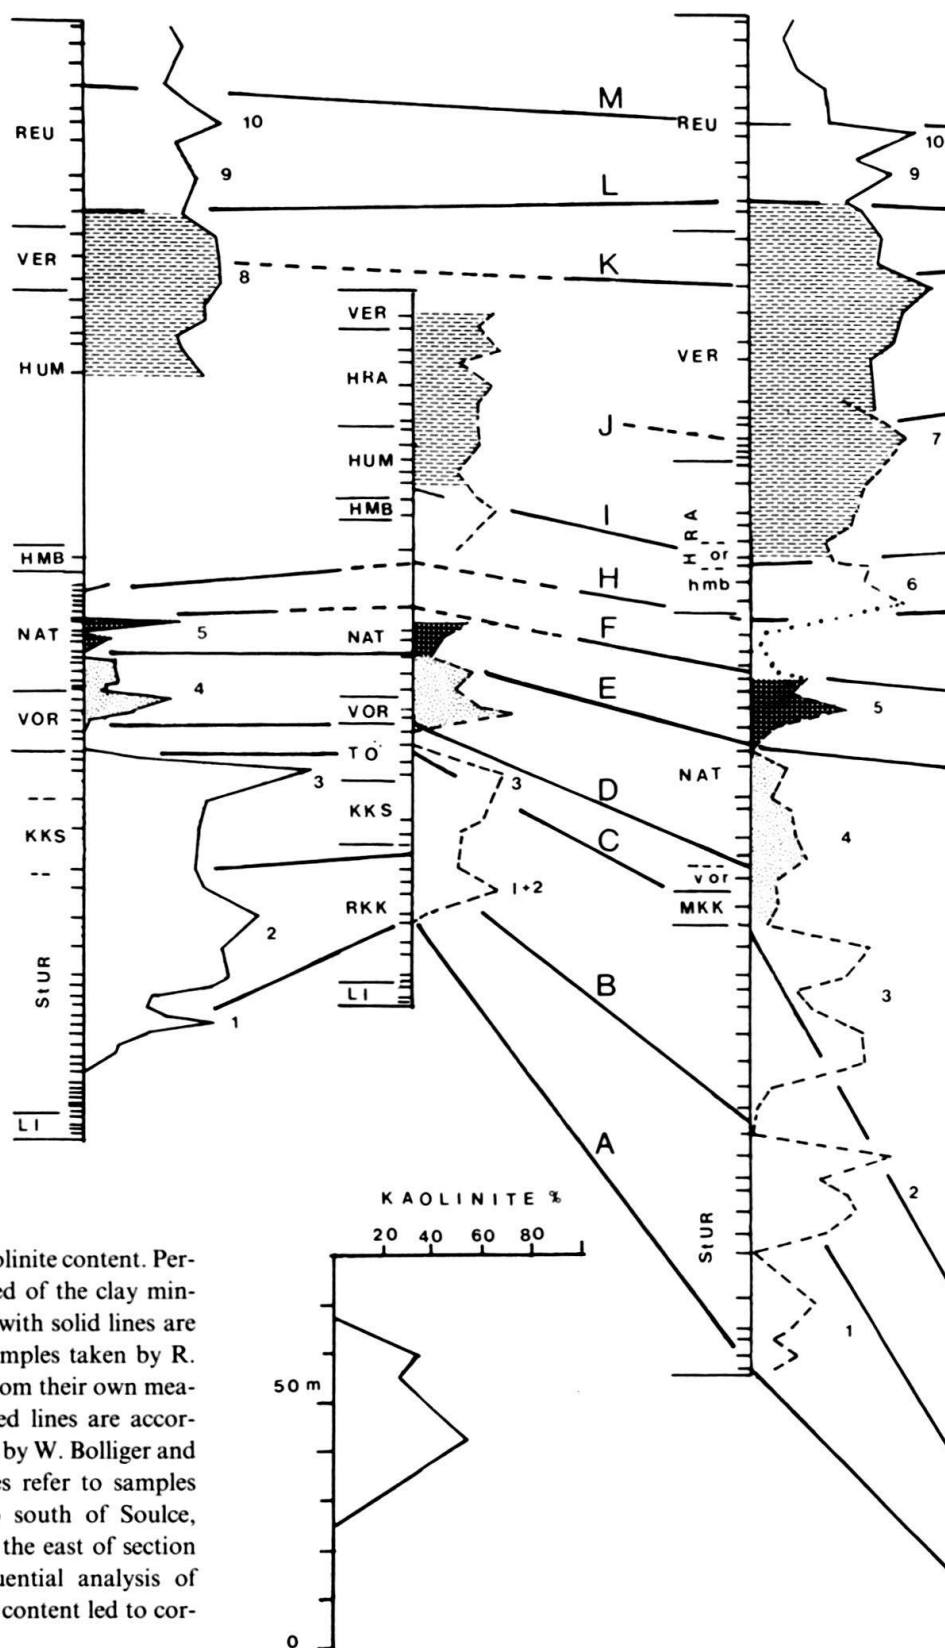 M
REU
REU
10
10
9
9
L
VER
K
8
VER
VER
HRA
HUM
J
7
HUM
HMB
I
HRA
or
HMB
H
hmb
6
NAT
5
NAT
F
E
5
4
VOR
VOR
NAT
TO
D
3
3
4
KKS
KKS
C
vor
1+2
RKK
MKK
2
B
3
StUR
LI
1
A
LI
2
KAOLINITE %
20 40 60 80
StUR
1
50 m
0
olinite content. Per-
ed of the clay min-
with solid lines are
mples taken by R.
om their own mea-
ed lines are accor-
by W. Bolliger and
es refer to samples
south of Soulce,
the east of section
uential analysis of
content led to cor-